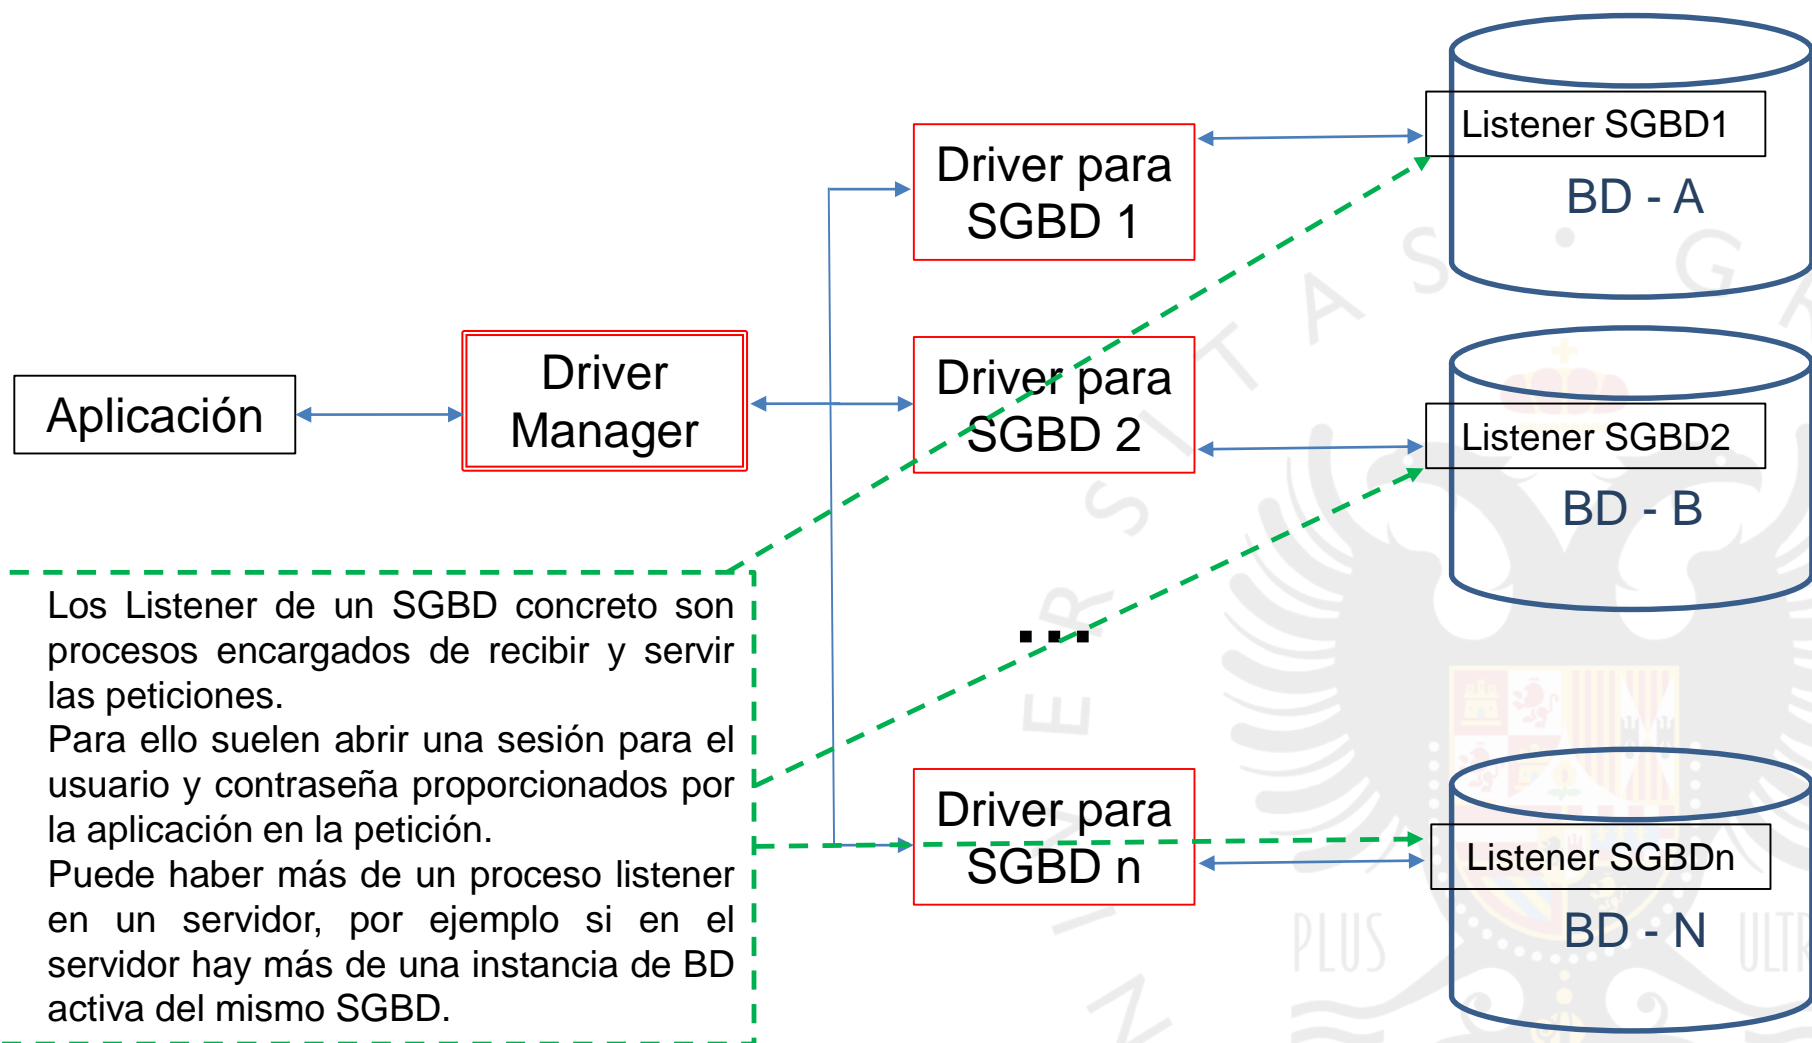 Listener SGBD1
Driver para
SGBD 1
BD - A
Aplicación
Driver
Manager
Driver para
SGBD 2
Listener SGBD2
BD - B
Los Listener de un SGBD concreto son
procesos encargados de recibir y servir
las peticiones.
Para ello suelen abrir una sesión para el
usuario y contraseña proporcionados por
la aplicación en la petición.
Puede haber más de un proceso listener
en un servidor, por ejemplo si en el
servidor hay más de una instancia de BD
activa del mismo SGBD.
...
Driver para
SGBD n
Listener SGBDn
BD - N
PLUS